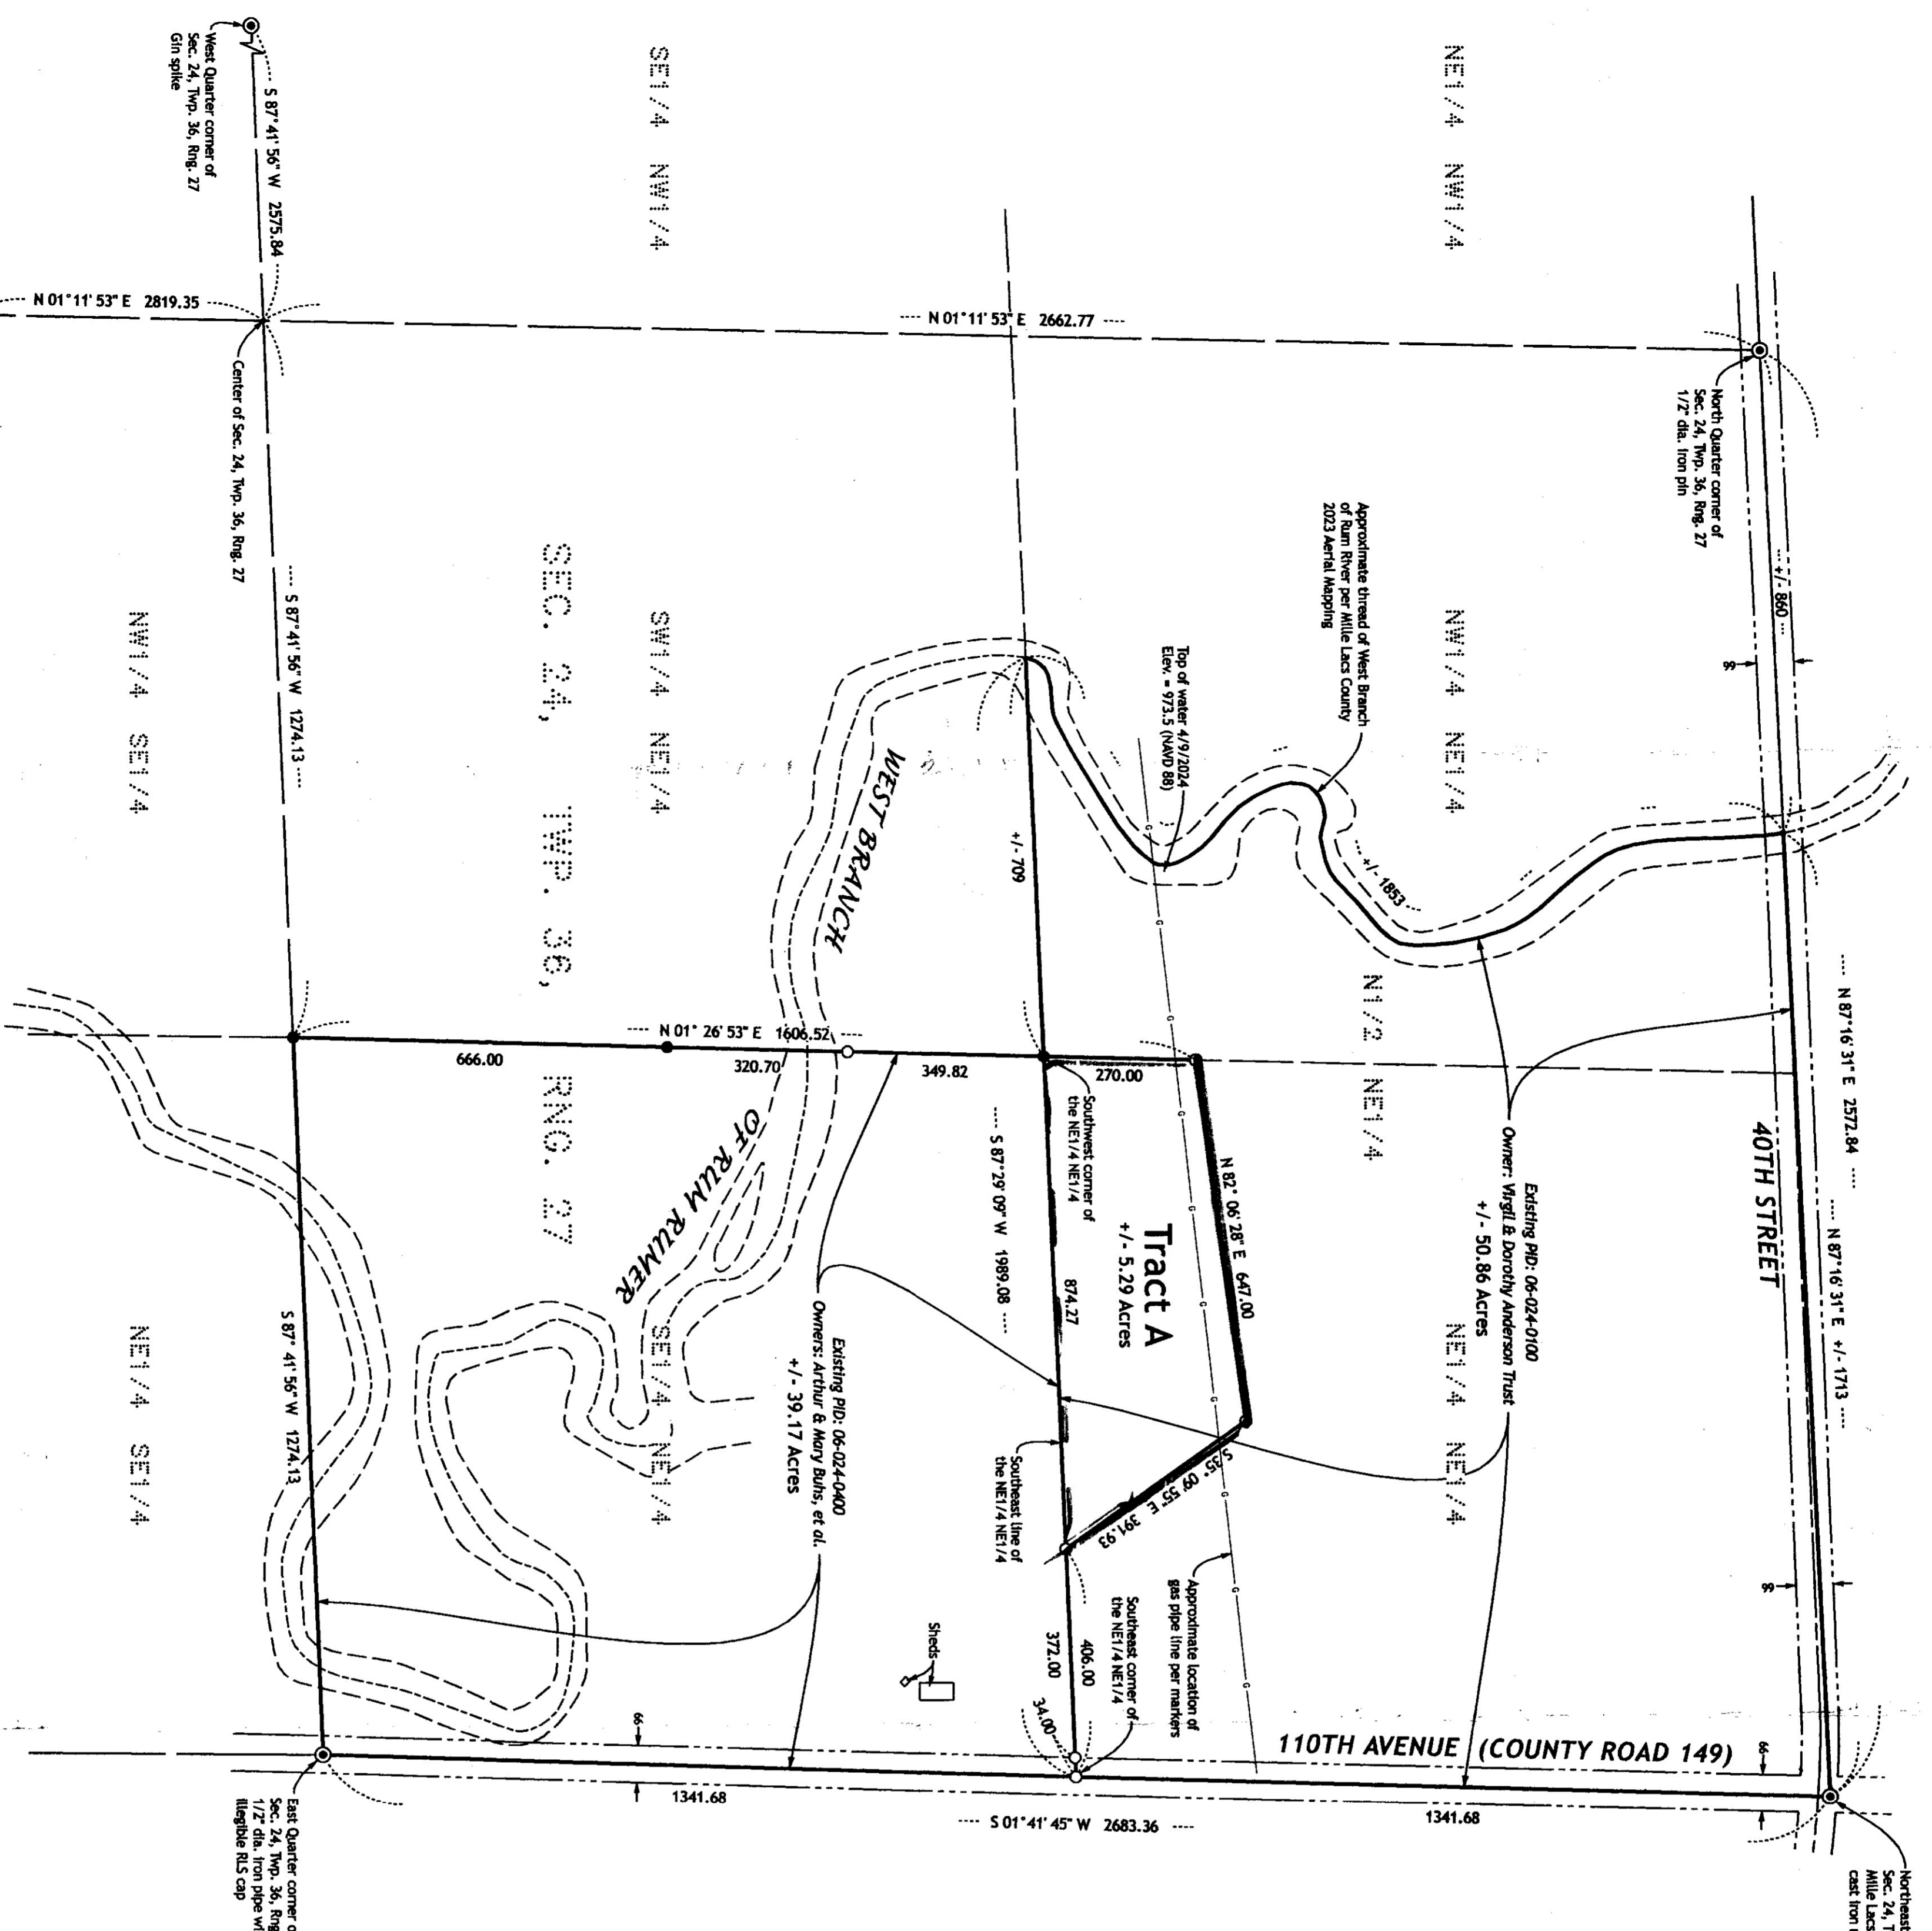 Northeast
Sec. 24, T
Mille Lacs
cast iron
N 87°16'31" E 2572.84
N 87°16'31" E +/- 1713
40TH STREET
+/- 860
66
66
66
North Quarter corner of
Sec. 24, Twp. 36, Rng. 27
1/2" dia. iron pin
NE1/4 NW1/4
NW1/4 NE1/4
N1/2 NE1/4
NE1/4 NE1/4
Existing PID: 06-024-0100
Owner: Virgil & Dorothy Anderson Trust
+/- 50.86 Acres
Approximate thread of West Branch
of Rum River per Mille Lacs County
2023 Aerial Mapping
+/- 1853
Top of water 4/9/2024
Elev. = 973.5 (NAVD 88)
G G G G G G G G
N 82° 06' 28" E 647.00
S 35° 09' 55" E 391.93
270.00
Tract A
+/- 5.29 Acres
Approximate location of
gas pipe line per markers
Southwest corner of
the NE1/4 NE1/4
Southeast corner of
the NE1/4 NE1/4
874.27
406.00
372.00
34.00
+/- 709
S 87°29'09" W 1989.08
Southeast line of
the NE1/4 NE1/4
N 01°11'53" E 2662.77
110TH AVENUE (COUNTY ROAD 149)
1341.68
S 01°41'45" W 2683.36
1341.68
66
Sheds
349.82
N 01° 26' 53" E 1606.52
320.70
666.00
WEST BRANCH
OF RUM RUMER
Existing PID: 06-024-0400
Owners: Arthur & Mary Buhs, et al.
+/- 39.17 Acres
SE1/4 NW1/4
SW1/4 NE1/4
SE1/4 NE1/4
SEC. 24, TWP. 36, RNG. 27
S 87°41'56" W 2575.84
S 87°41'56" W 1274.13
S 87° 41' 56" W 1274.13
West Quarter corner of
Sec. 24, Twp. 36, Rng. 27
Gin spike
Center of Sec. 24, Twp. 36, Rng. 27
N 01°11'53" E 2819.35
East Quarter corner
Sec. 24, Twp. 36, Rng
1/2" dia. iron pipe
illegible RLS cap
NW1/4 SE1/4
NE1/4 SE1/4